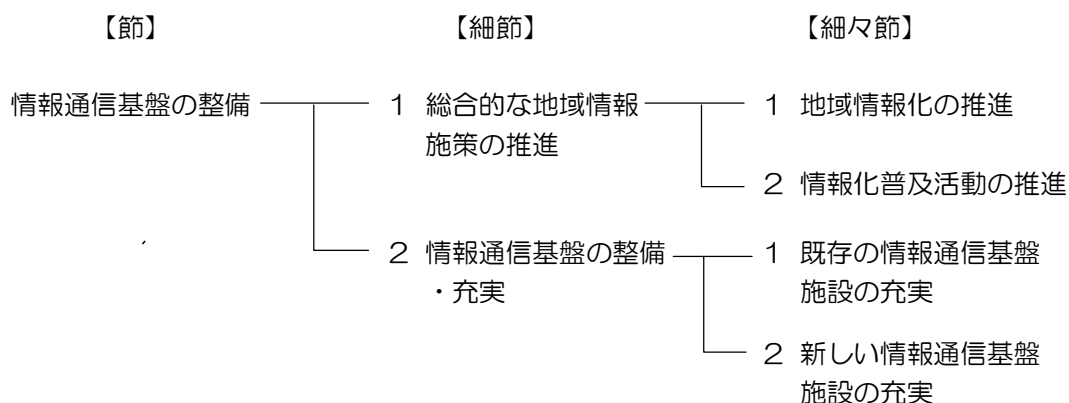 【節】 【細節】 【細々節】
情報通信基盤の整備 1 総合的な地域情報 1 地域情報化の推進
施策の推進
2 情報化普及活動の推進
2 情報通信基盤の整備 1 既存の情報通信基盤
・充実 施設の充実
2 新しい情報通信基盤
施設の充実